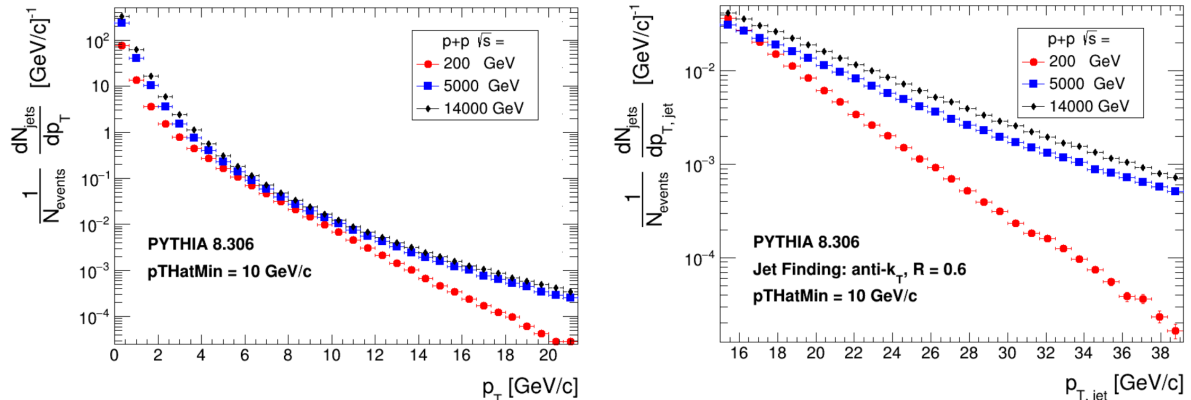 1
N_events
dN_jets
dp_T
[GeV/c]^-1
10^2
10
1
10^-1
10^-2
10^-3
10^-4
p+p √s =
200 GeV
5000 GeV
14000 GeV
PYTHIA 8.306
pTHatMin = 10 GeV/c
0 2 4 6 8 10 12 14 16 18 20
p_T [GeV/c]
1
N_events
dN_jets
dp_T, jet
[GeV/c]^-1
10^-2
10^-3
10^-4
p+p √s =
200 GeV
5000 GeV
14000 GeV
PYTHIA 8.306
Jet Finding: anti-k_T, R = 0.6
pTHatMin = 10 GeV/c
16 18 20 22 24 26 28 30 32 34 36 38
p_T, jet [GeV/c]